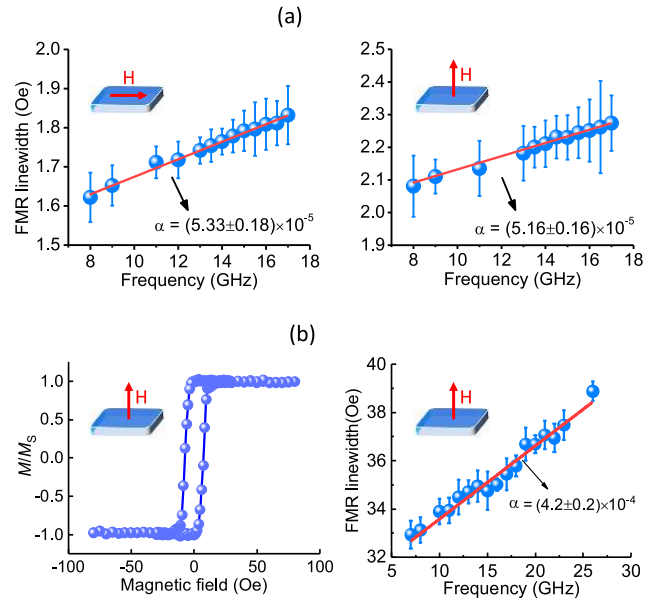 (a)
H
FMR linewidth (Oe)
2.0
1.9
1.8
1.7
1.6
1.5
α = (5.33±0.18)×10-5
8 10 12 14 16 18
Frequency (GHz)
H
2.5
2.4
2.3
2.2
2.1
2.0
1.9
α = (5.16±0.16)×10-5
8 10 12 14 16 18
Frequency (GHz)
(b)
H
M/MS
1.0
0.5
0.0
-0.5
-1.0
-100 -50 0 50 100
Magnetic field (Oe)
H
FMR linewidth(Oe)
40
38
36
34
32
α = (4.2±0.2)×10-4
5 10 15 20 25 30
Frequency (GHz)